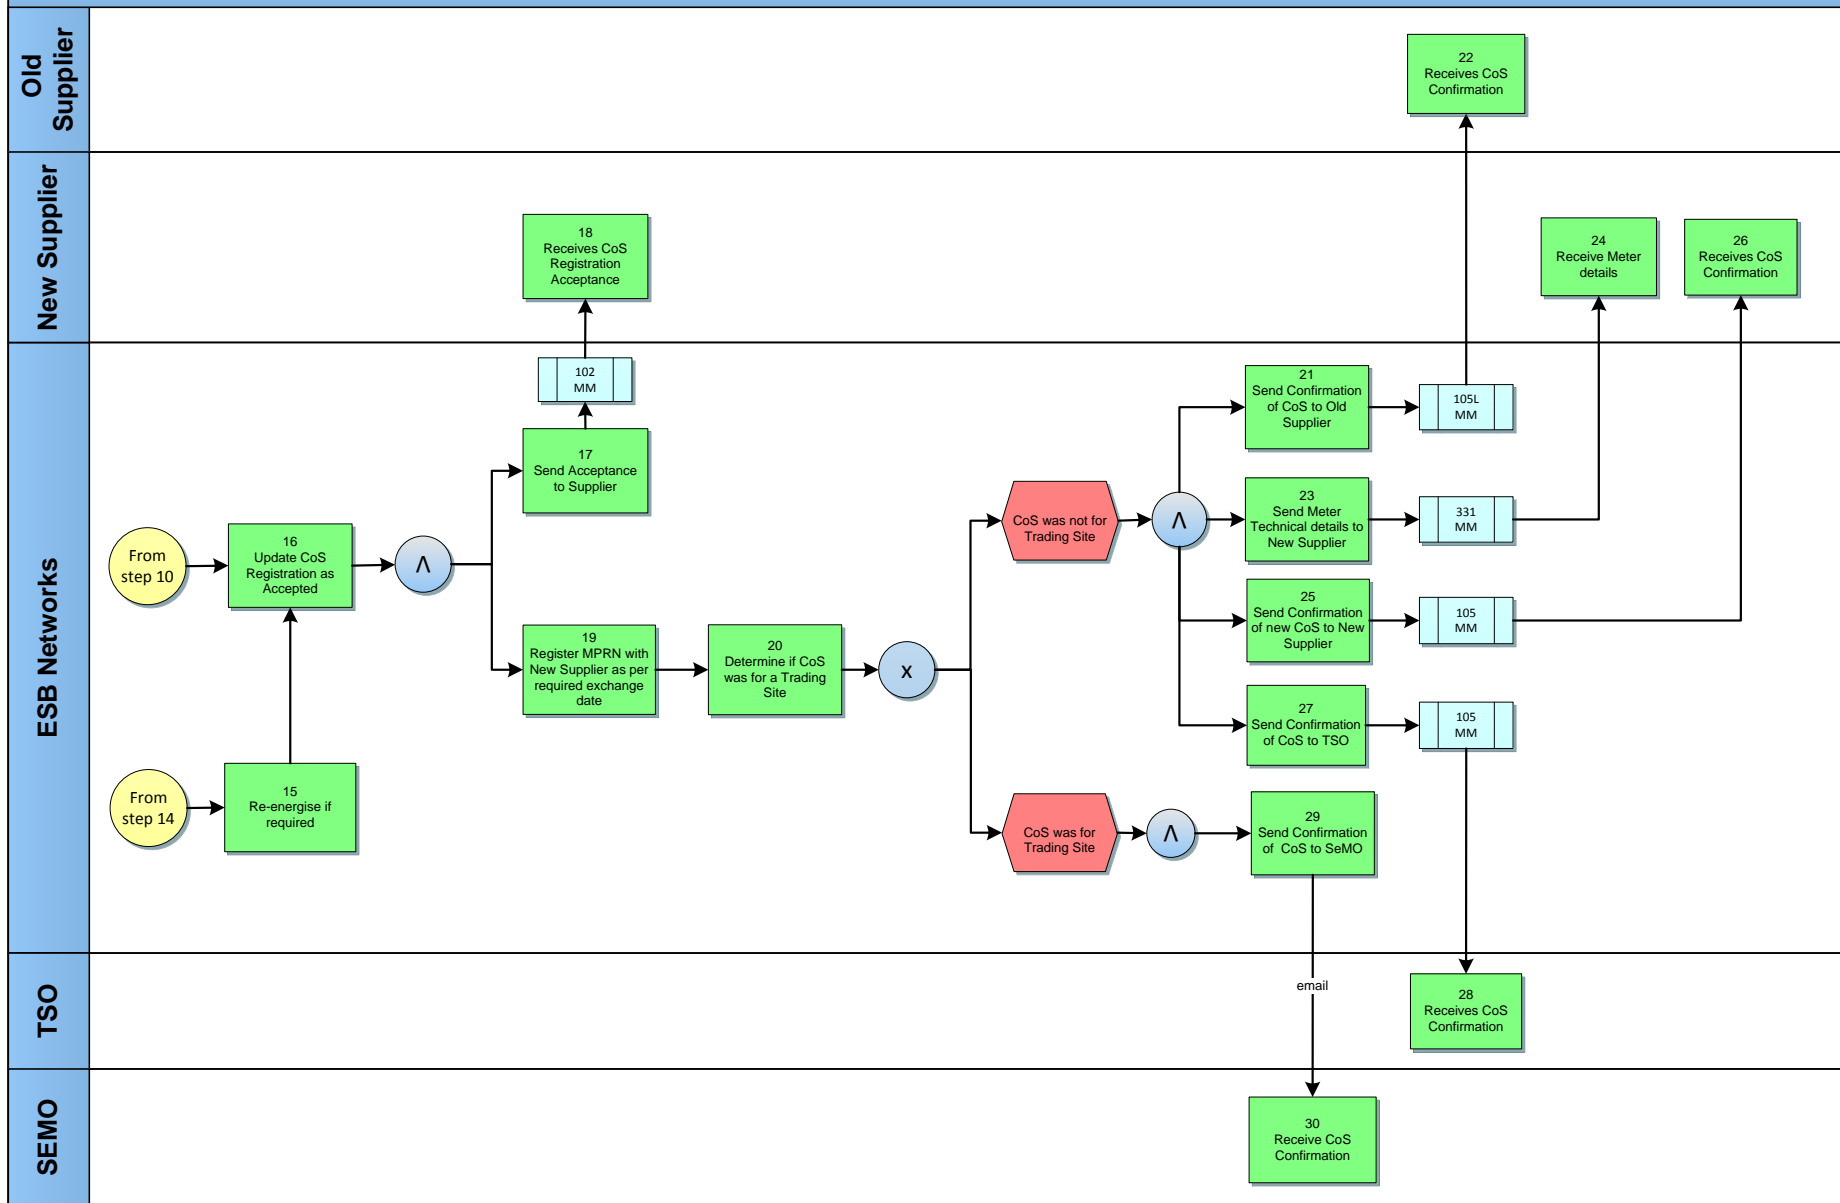 Old
Supplier
22
Receives CoS
Confirmation
New Supplier
18
Receives CoS
Registration
Acceptance
24
Receive Meter
details
26
Receives CoS
Confirmation
ESB Networks
102
MM
17
Send Acceptance
to Supplier
From
step 10
16
Update CoS
Registration as
Accepted
Λ
19
Register MPRN with
New Supplier as per
required exchange
date
20
Determine if CoS
was for a Trading
Site
x
CoS was not for
Trading Site
Λ
21
Send Confirmation
of CoS to Old
Supplier
105L
MM
23
Send Meter
Technical details to
New Supplier
331
MM
25
Send Confirmation
of new CoS to New
Supplier
105
MM
27
Send Confirmation
of CoS to TSO
105
MM
From
step 14
15
Re-energise if
required
CoS was for
Trading Site
Λ
29
Send Confirmation
of CoS to SeMO
TSO
email
28
Receives CoS
Confirmation
SEMO
30
Receive CoS
Confirmation